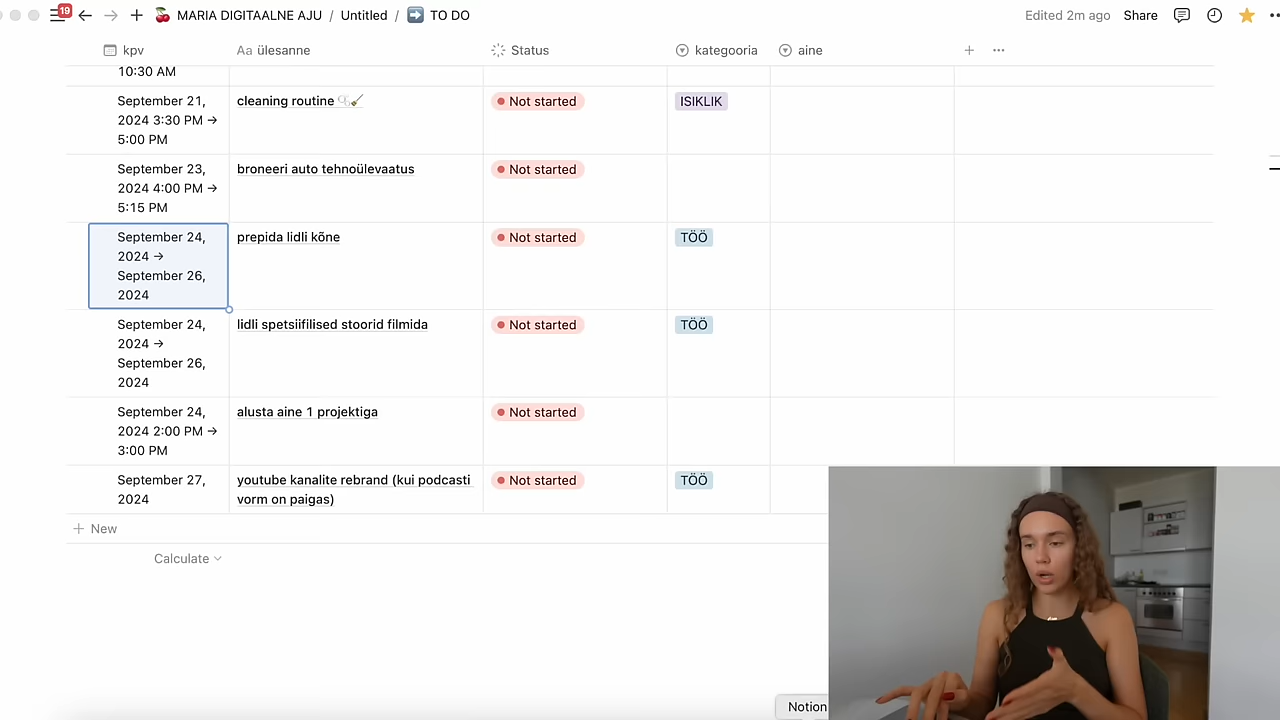 19
MARIA DIGITAALNE AJU / Untitled / TO DO
Edited 2m ago Share
kpv Aa ülesanne Status kategooria aine
10:30 AM
September 21, 2024 3:30 PM → 5:00 PM
cleaning routine
Not started
ISIKLIK
September 23, 2024 4:00 PM → 5:15 PM
broneeri auto tehnoülevaatus
Not started
September 24, 2024 → September 26, 2024
prepida lidli kõne
Not started
TÖÖ
September 24, 2024 → September 26, 2024
lidli spetsiifilised stoorid filmida
Not started
TÖÖ
September 24, 2024 2:00 PM → 3:00 PM
alusta aine 1 projektiga
Not started
September 27, 2024
youtube kanalite rebrand (kui podcasti
vorm on paigas)
Not started
TÖÖ
New
Calculate
Notion